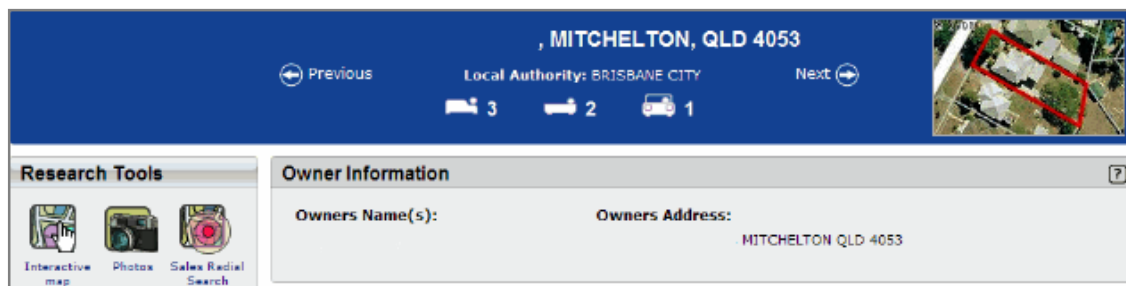 , MITCHELTON, QLD 4053
Previous
Local Authority: BRISBANE CITY
Next
3 2 1
Research Tools
Owner Information
?
Owners Name(s):
Owners Address:
MITCHELTON QLD 4053
Interactive map
Photos
Sales Radial Search